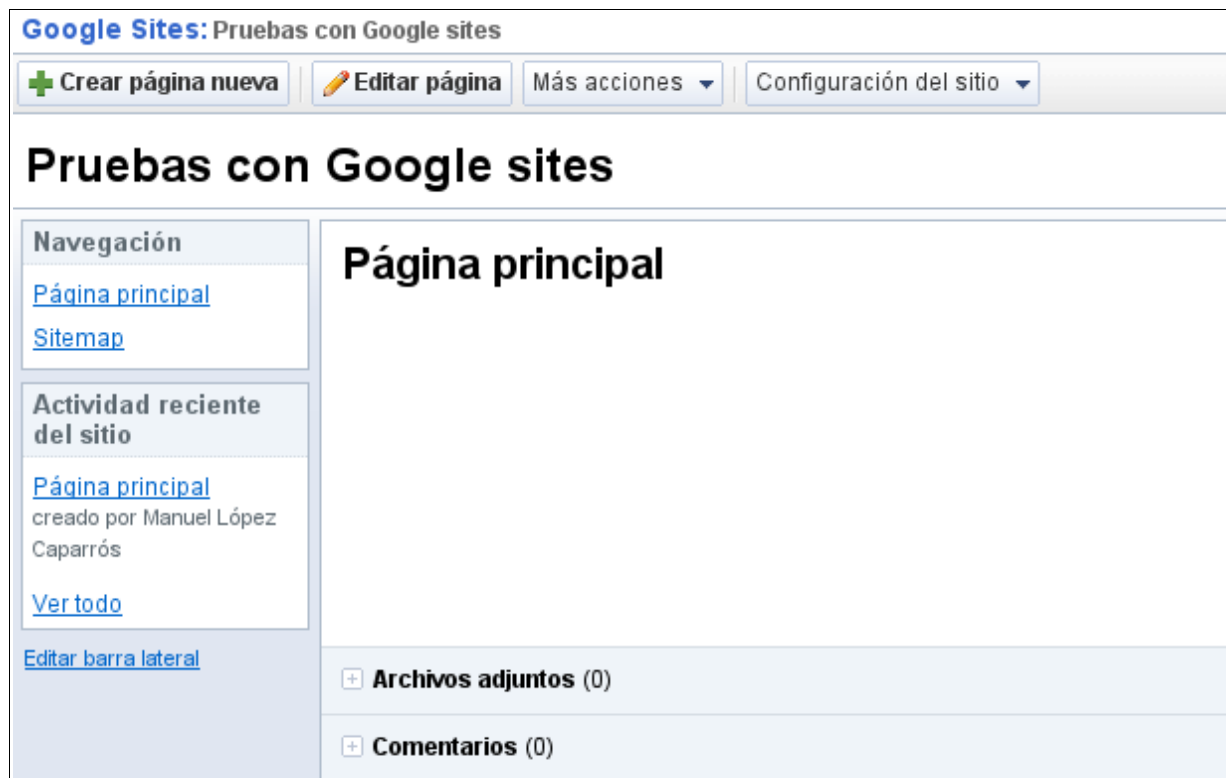 Google Sites: Pruebas con Google sites
Crear página nueva Editar página Más acciones Configuración del sitio
Pruebas con Google sites
Navegación
Página principal
Sitemap
Actividad reciente
del sitio
Página principal
creado por Manuel López
Caparrós
Ver todo
Editar barra lateral
Página principal
Archivos adjuntos (0)
Comentarios (0)